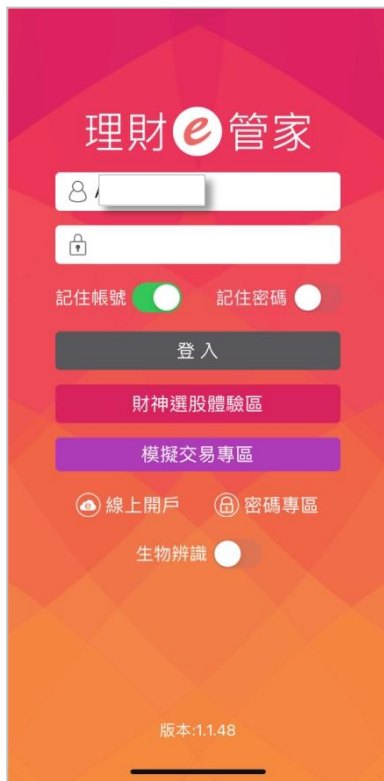 理財e管家
記住帳號 記住密碼
登入
財神選股體驗區
模擬交易專區
線上開戶 密碼專區
生物辨識
版本:1.1.48